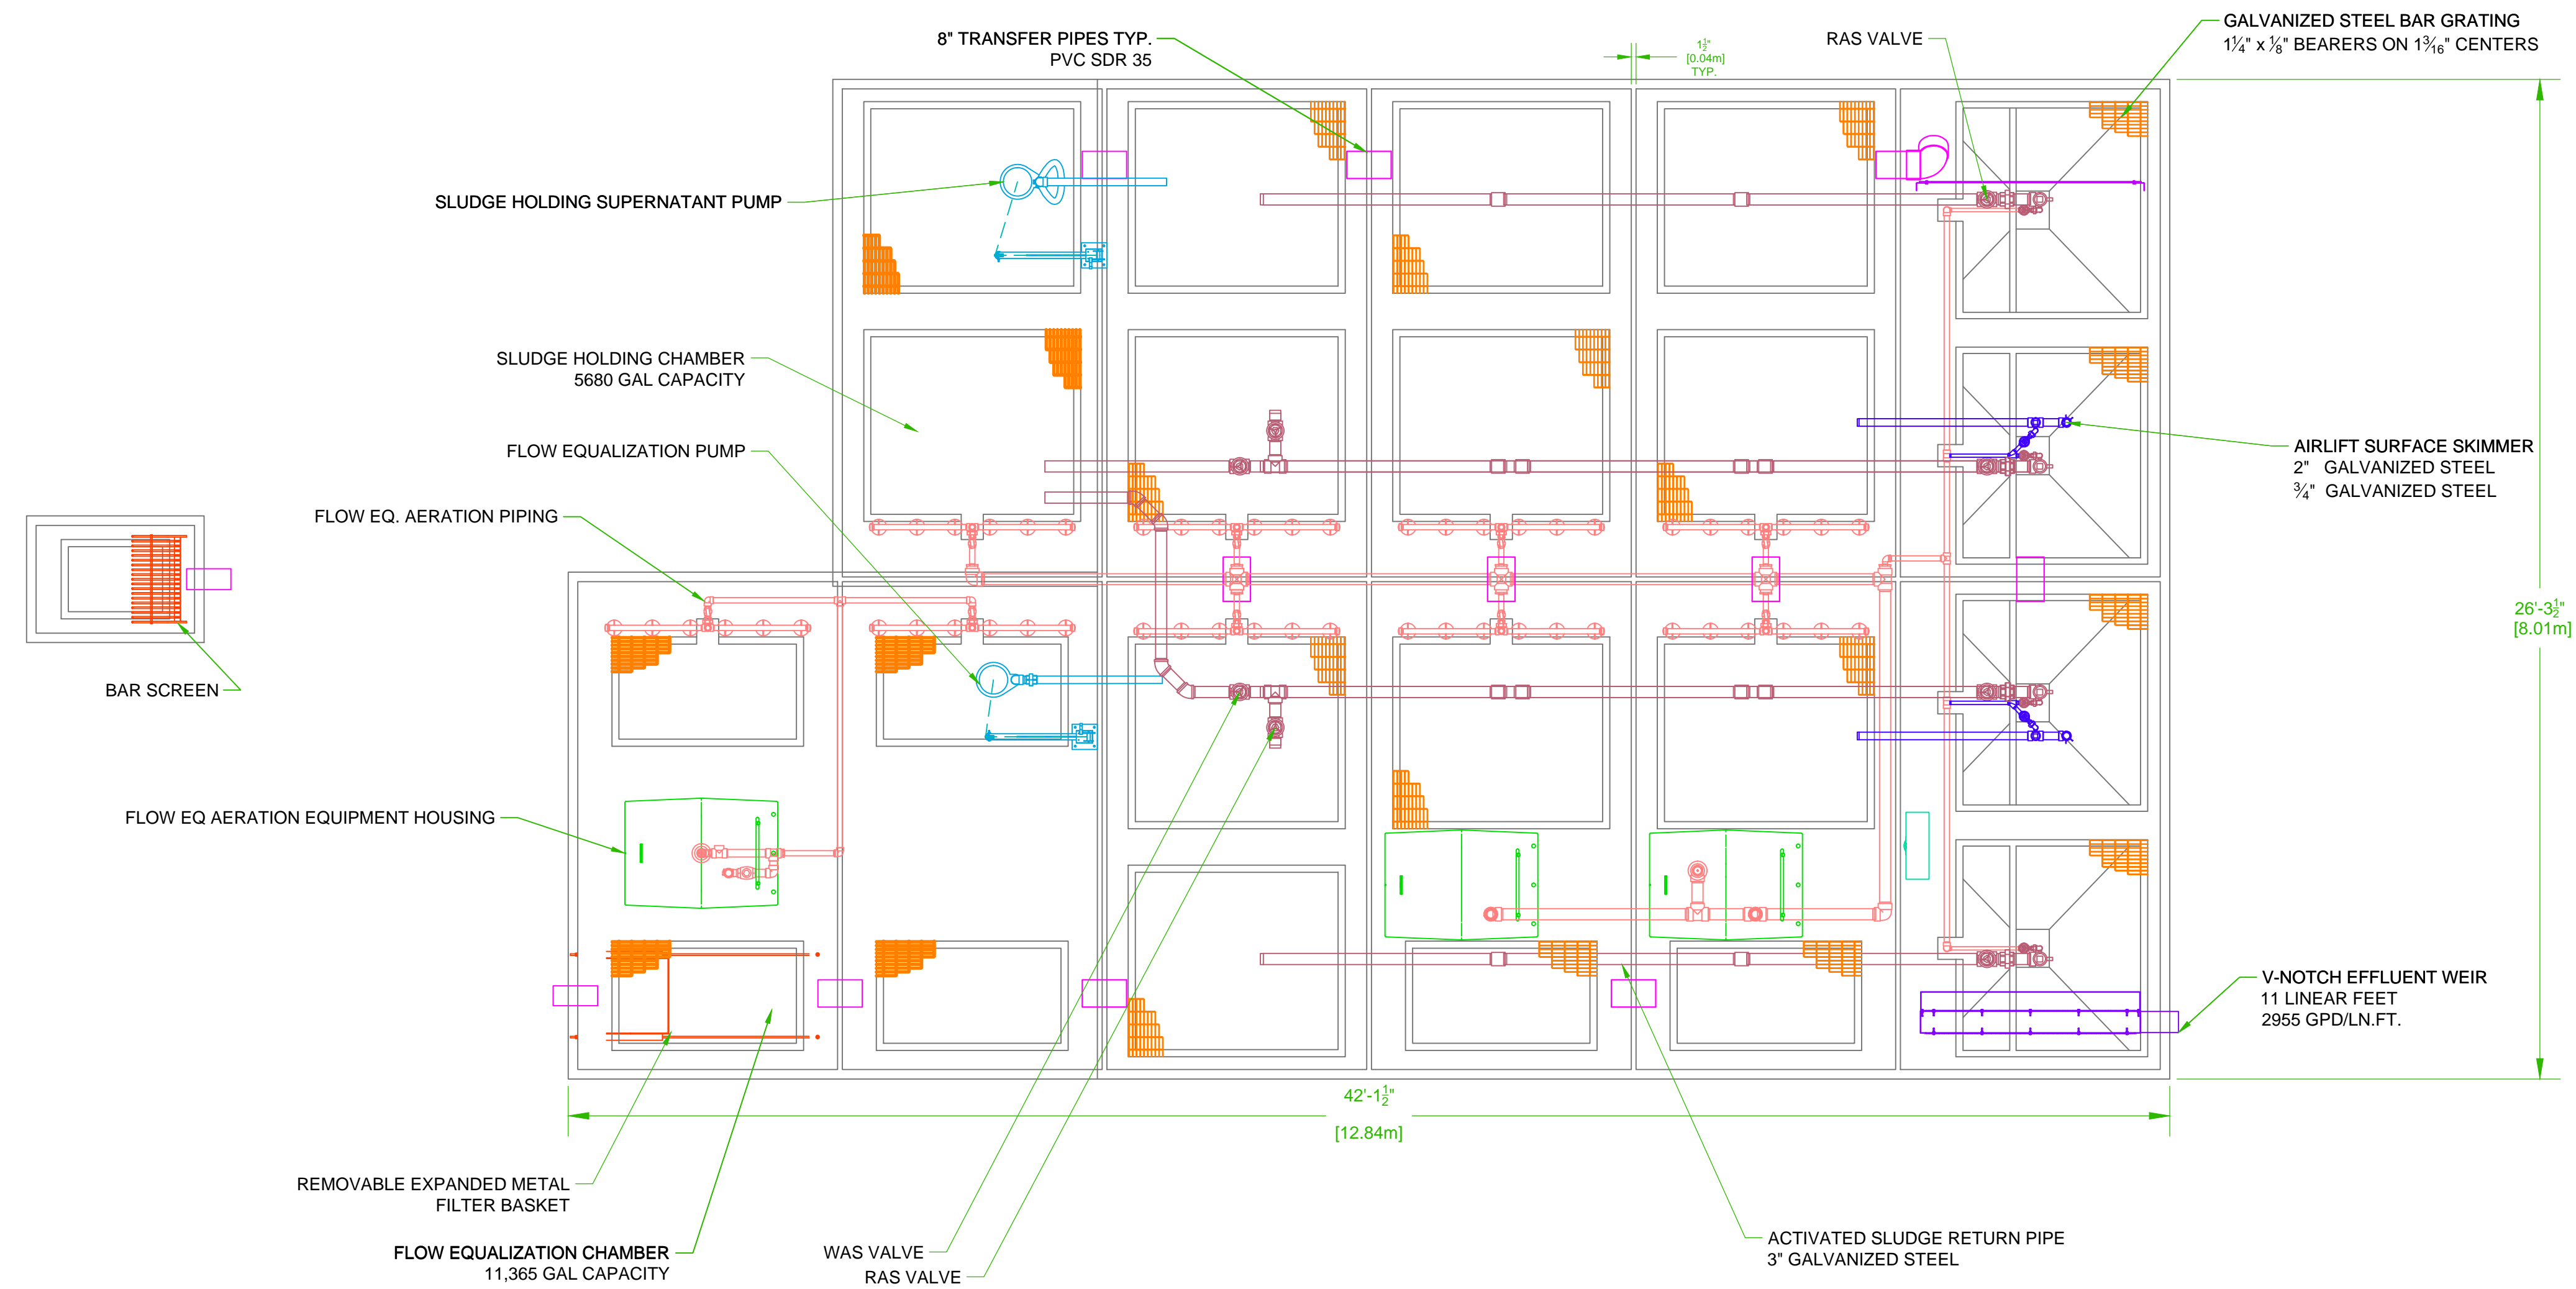 8" TRANSFER PIPES TYP.
PVC SDR 35
1½"
[0.04m]
TYP.
RAS VALVE
GALVANIZED STEEL BAR GRATING
1¼" x ⅛" BEARERS ON 1³⁄₁₆" CENTERS
SLUDGE HOLDING SUPERNATANT PUMP
SLUDGE HOLDING CHAMBER
5680 GAL CAPACITY
FLOW EQUALIZATION PUMP
AIRLIFT SURFACE SKIMMER
2" GALVANIZED STEEL
¾" GALVANIZED STEEL
FLOW EQ. AERATION PIPING
26'-3½"
[8.01m]
BAR SCREEN
FLOW EQ AERATION EQUIPMENT HOUSING
V-NOTCH EFFLUENT WEIR
11 LINEAR FEET
2955 GPD/LN.FT.
42'-1½"
[12.84m]
REMOVABLE EXPANDED METAL
FILTER BASKET
FLOW EQUALIZATION CHAMBER
11,365 GAL CAPACITY
WAS VALVE
RAS VALVE
ACTIVATED SLUDGE RETURN PIPE
3" GALVANIZED STEEL